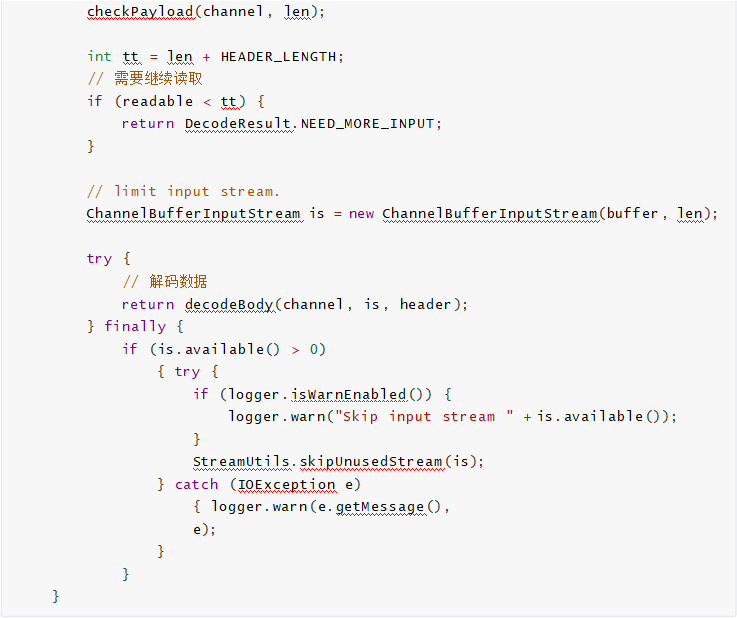 checkPayload(channel, len);
int tt = len + HEADER_LENGTH;
// 需要继续读取
if (readable < tt) {
return DecodeResult.NEED_MORE_INPUT;
}
// limit input stream.
ChannelBufferInputStream is = new ChannelBufferInputStream(buffer, len);
try {
// 解码数据
return decodeBody(channel, is, header);
} finally {
if (is.available() > 0)
{ try {
if (logger.isWarnEnabled()) {
logger.warn("Skip input stream " + is.available());
}
StreamUtils.skipUnusedStream(is);
} catch (IOException e)
{ logger.warn(e.getMessage(),
e);
}
}
}